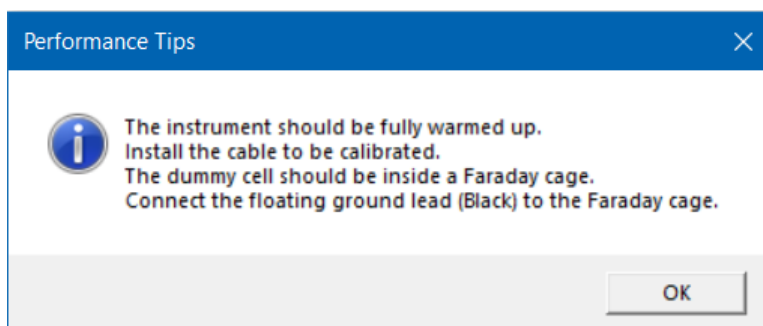 Performance Tips
The instrument should be fully warmed up.
Install the cable to be calibrated.
The dummy cell should be inside a Faraday cage.
Connect the floating ground lead (Black) to the Faraday cage.
OK